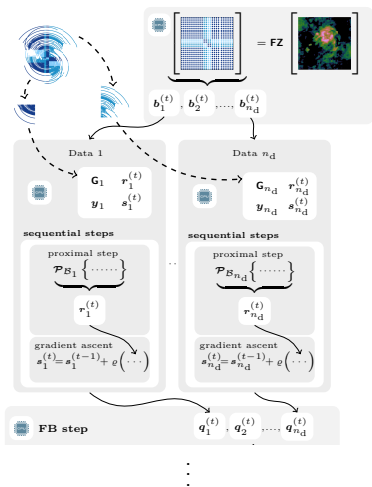 = FZ
b_1^(t) , b_2^(t) ,..., b_{n_d}^(t)
Data 1
G_1 r_1^(t)
y_1 s_1^(t)
sequential steps
proximal step
P_{B_1} { ······ }
r_1^(t)
gradient ascent
s_1^(t) = s_1^(t−1) + ϱ ( ··· )
· ·
Data n_d
G_{n_d} r_{n_d}^(t)
y_{n_d} s_{n_d}^(t)
sequential steps
proximal step
P_{B_{n_d}} { ······ }
r_{n_d}^(t)
gradient ascent
s_{n_d}^(t) = s_{n_d}^(t−1) + ϱ ( ··· )
FB step
q_1^(t) , q_2^(t) ,..., q_{n_d}^(t)
⋮